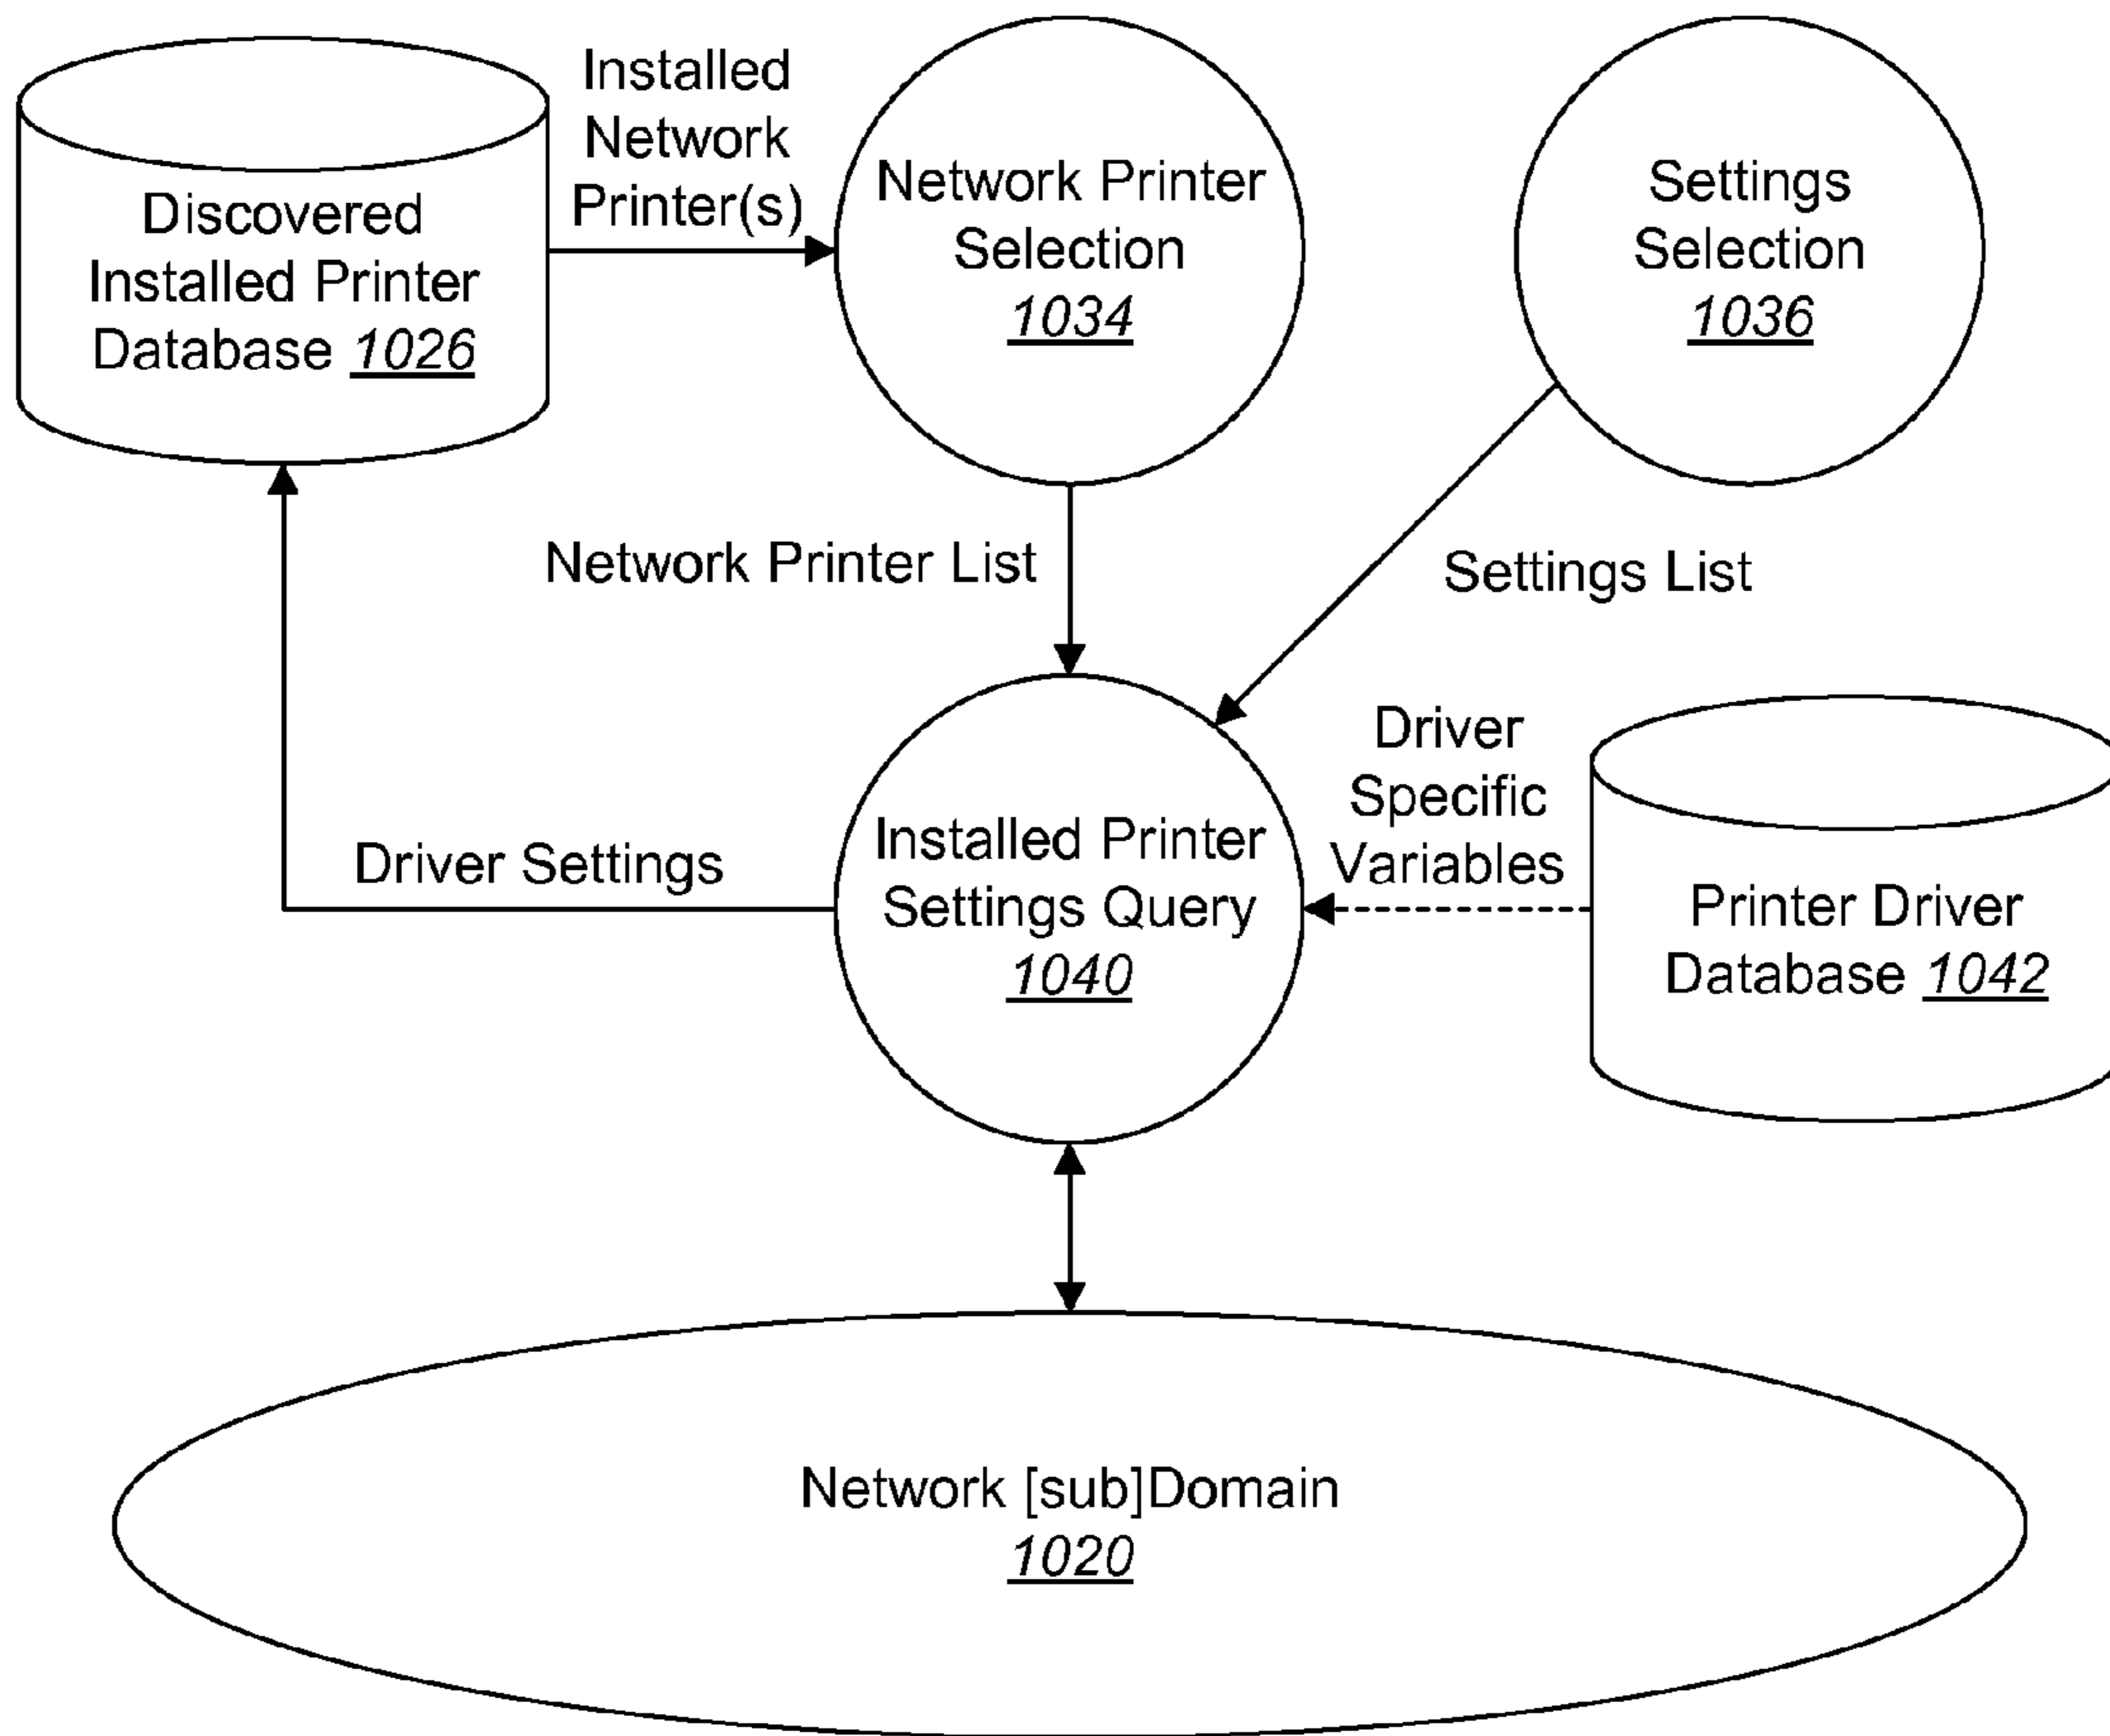 Installed
Network
Printer(s)
Discovered
Installed Printer
Database 1026
Network Printer
Selection
1034
Settings
Selection
1036
Network Printer List
Settings List
Driver
Specific
Variables
Driver Settings
Installed Printer
Settings Query
1040
Printer Driver
Database 1042
Network [sub]Domain
1020